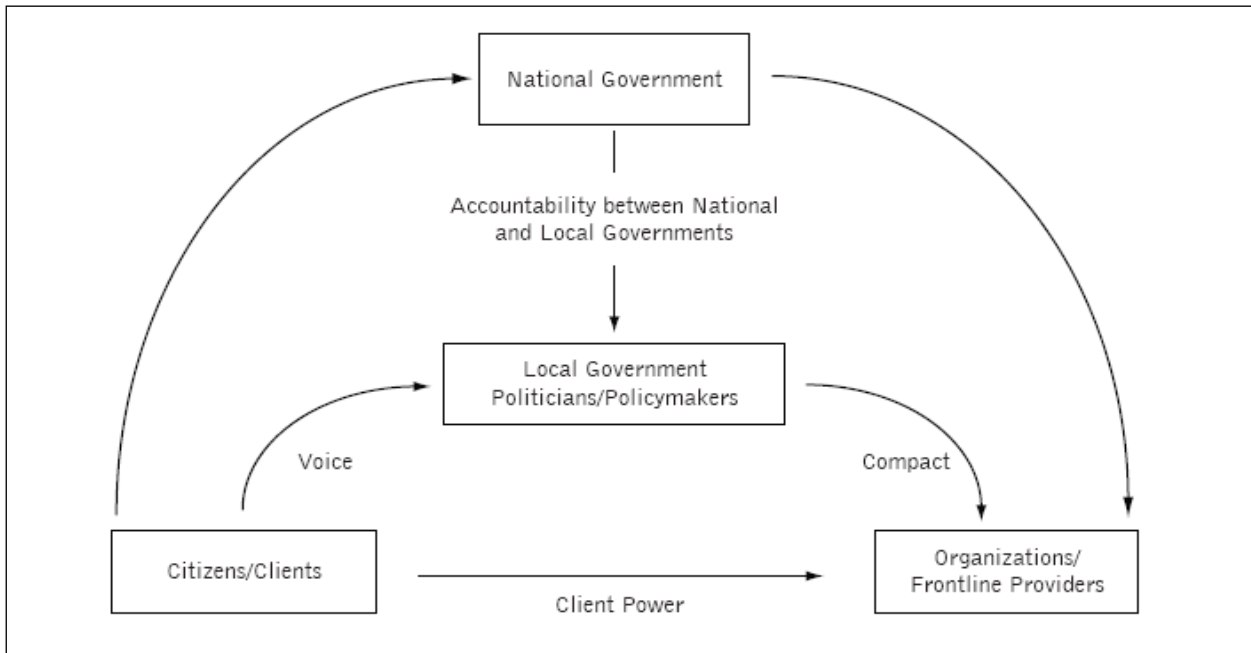 National Government
Accountability between National
and Local Governments
Local Government
Politicians/Policymakers
Voice
Compact
Citizens/Clients
Organizations/
Frontline Providers
Client Power